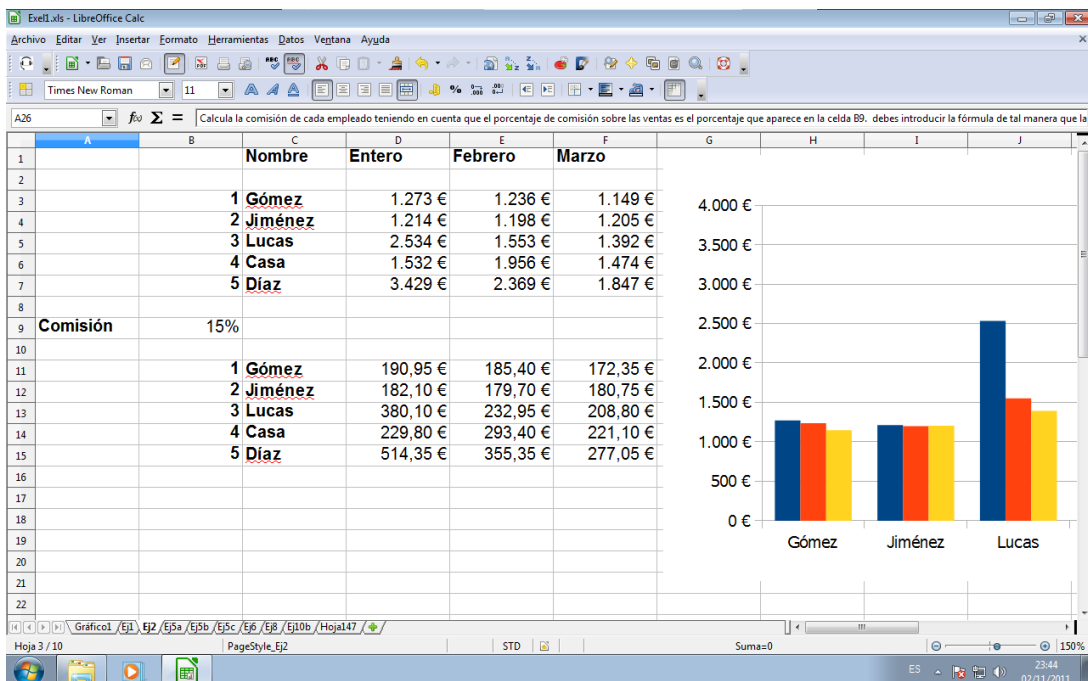 Exel1.xls - LibreOffice Calc
Archivo Editar Ver Insertar Formato Herramientas Datos Ventana Ayuda
Times New Roman 11
A26 Calcula la comisión de cada empleado teniendo en cuenta que el porcentaje de comisión sobre las ventas es el porcentaje que aparece en la celda B9. debes introducir la fórmula de tal manera que la
A B C D E F G H I J
1 Nombre Entero Febrero Marzo
2
3 1 Gómez 1.273 € 1.236 € 1.149 €
4 2 Jiménez 1.214 € 1.198 € 1.205 €
5 3 Lucas 2.534 € 1.553 € 1.392 €
6 4 Casa 1.532 € 1.956 € 1.474 €
7 5 Díaz 3.429 € 2.369 € 1.847 €
8
9 Comisión 15%
10
11 1 Gómez 190,95 € 185,40 € 172,35 €
12 2 Jiménez 182,10 € 179,70 € 180,75 €
13 3 Lucas 380,10 € 232,95 € 208,80 €
14 4 Casa 229,80 € 293,40 € 221,10 €
15 5 Díaz 514,35 € 355,35 € 277,05 €
16
17
18
19
20
21
22
4.000 €
3.500 €
3.000 €
2.500 €
2.000 €
1.500 €
1.000 €
500 €
0 €
Gómez Jiménez Lucas
Gráfico1 Ej1 Ej2 Ej5a Ej5b Ej5c Ej6 Ej8 Ej10b Hoja147
Hoja 3 / 10 PageStyle_Ej2 STD Suma=0 150%
ES 23:44
02/11/2011